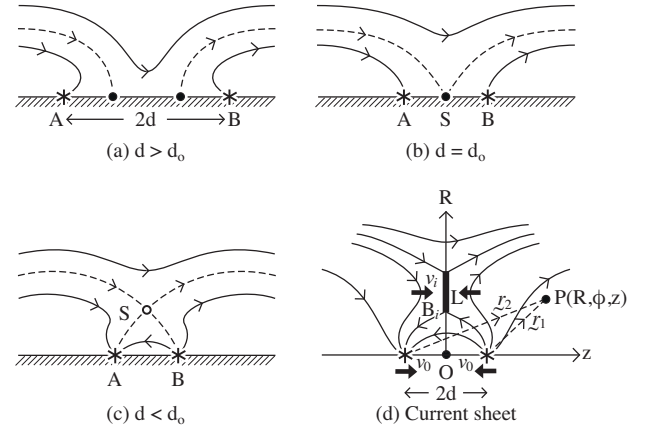 A 2d B
(a) d > dₒ
A S B
(b) d = dₒ
S
A B
(c) d < dₒ
R
vᵢ
L
Bᵢ
r₂
r₁
P(R,ϕ,z)
v₀ O v₀
z
2d
(d) Current sheet